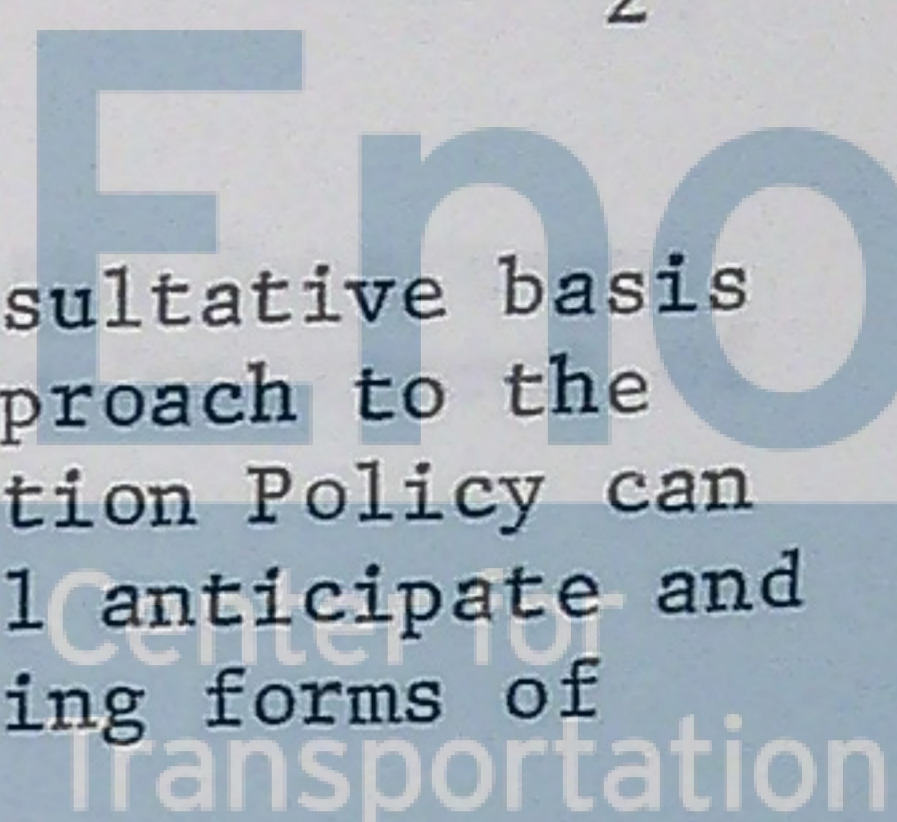 2
Eno
sultative basis
proach to the
tion Policy can
l anticipate and
Center for
ing forms of
Transportation